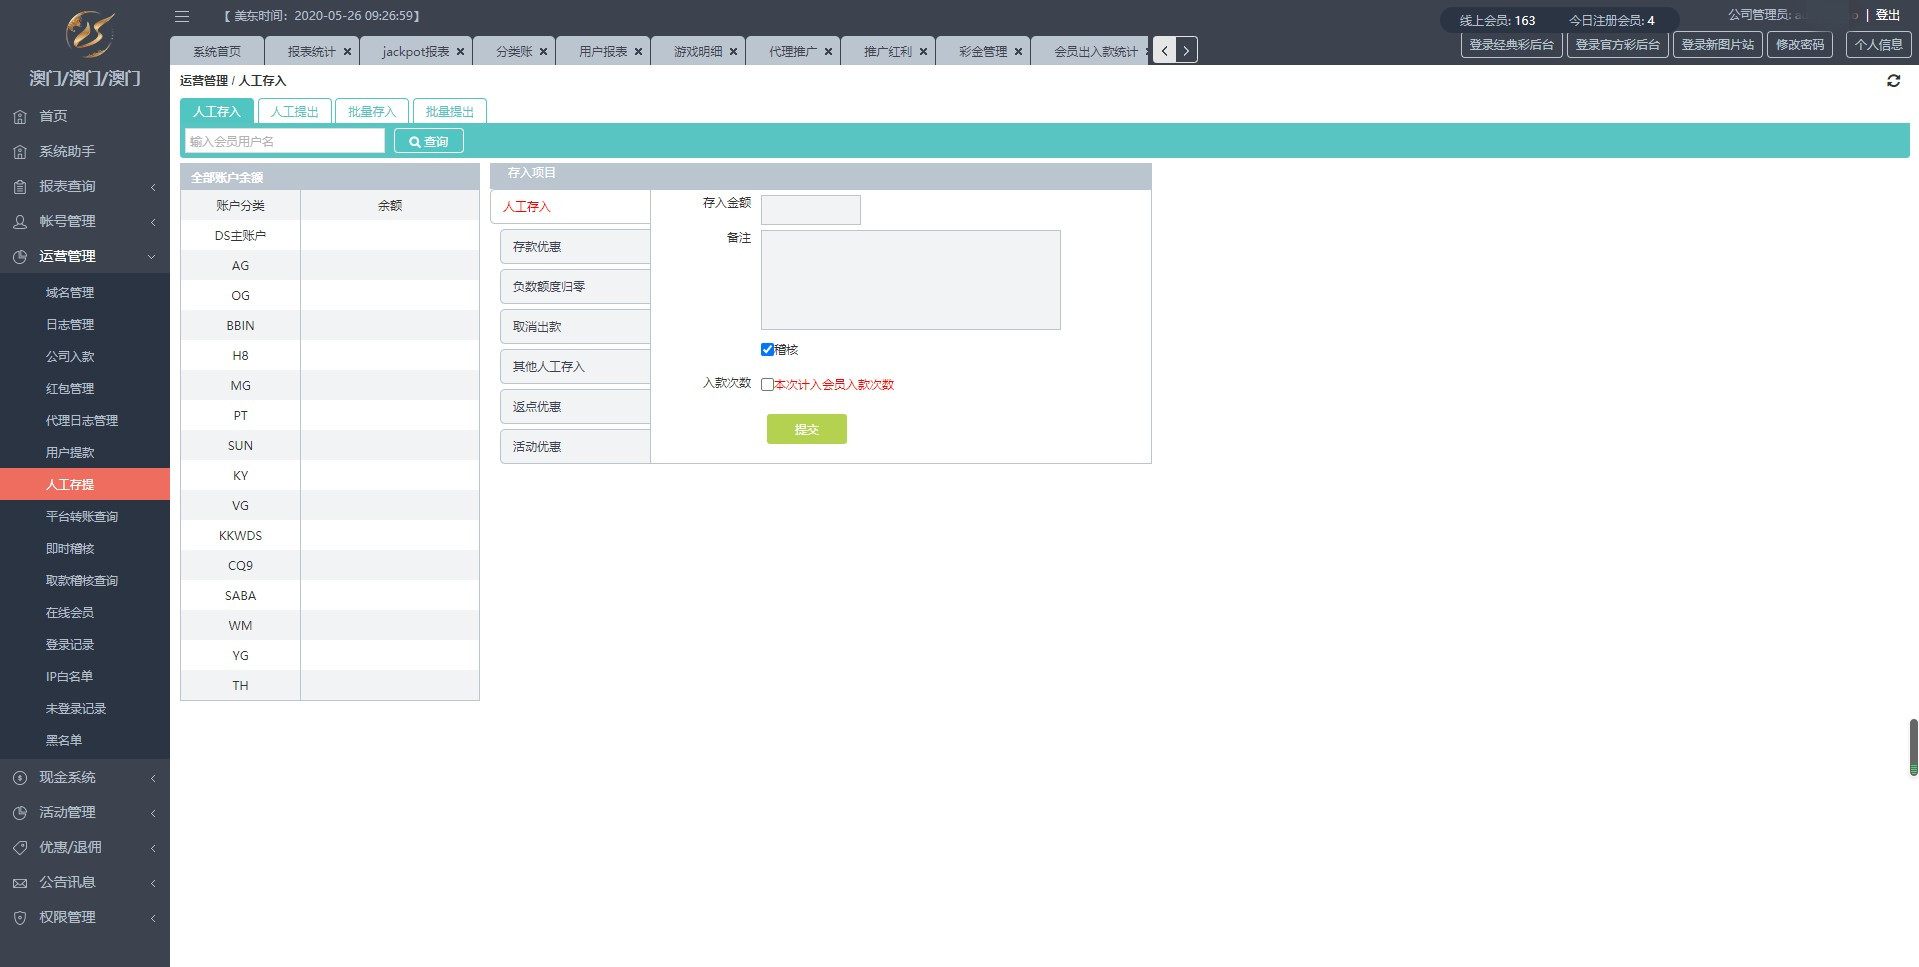 【 美东时间：2020-05-26 09:26:59】
线上会员: 163 今日注册会员: 4
公司管理员: | 登出
登录经典彩后台 登录官方彩后台 登录新图片站 修改密码 个人信息
系统首页 报表统计 jackpot报表 分类账 用户报表 游戏明细 代理推广 推广红利 彩金管理 会员出入款统计
澳门/澳门/澳门
首页
系统助手
报表查询
帐号管理
运营管理
域名管理
日志管理
公司入款
红包管理
代理日志管理
用户提款
人工存提
平台转账查询
即时稽核
取款稽核查询
在线会员
登录记录
IP白名单
未登录记录
黑名单
现金系统
活动管理
优惠/退佣
公告讯息
权限管理
运营管理 / 人工存入
人工存入 人工提出 批量存入 批量提出
输入会员用户名 查询
全部账户余额
账户分类 余额
DS主账户
AG
OG
BBIN
H8
MG
PT
SUN
KY
VG
KKWDS
CQ9
SABA
WM
YG
TH
存入项目
人工存入
存款优惠
负数额度归零
取消出款
其他人工存入
返点优惠
活动优惠
存入金额
备注
稽核
入款次数 本次计入会员入款次数
提交